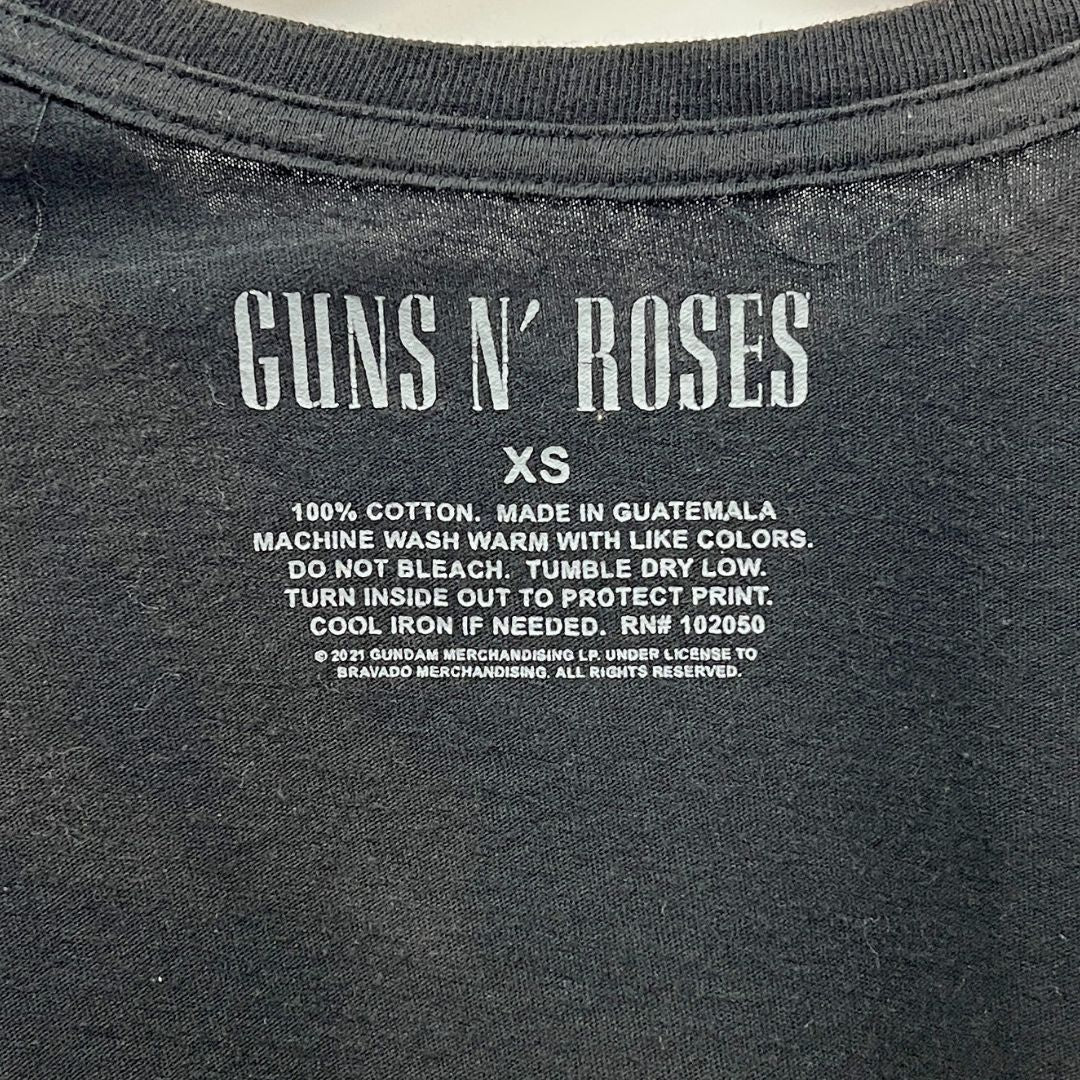 GUNS N' ROSES
XS
100% COTTON. MADE IN GUATEMALA
MACHINE WASH WARM WITH LIKE COLORS.
DO NOT BLEACH. TUMBLE DRY LOW.
TURN INSIDE OUT TO PROTECT PRINT.
COOL IRON IF NEEDED. RN# 102050
© 2021 GUNDAM MERCHANDISING LP. UNDER LICENSE TO
BRAVADO MERCHANDISING. ALL RIGHTS RESERVED.